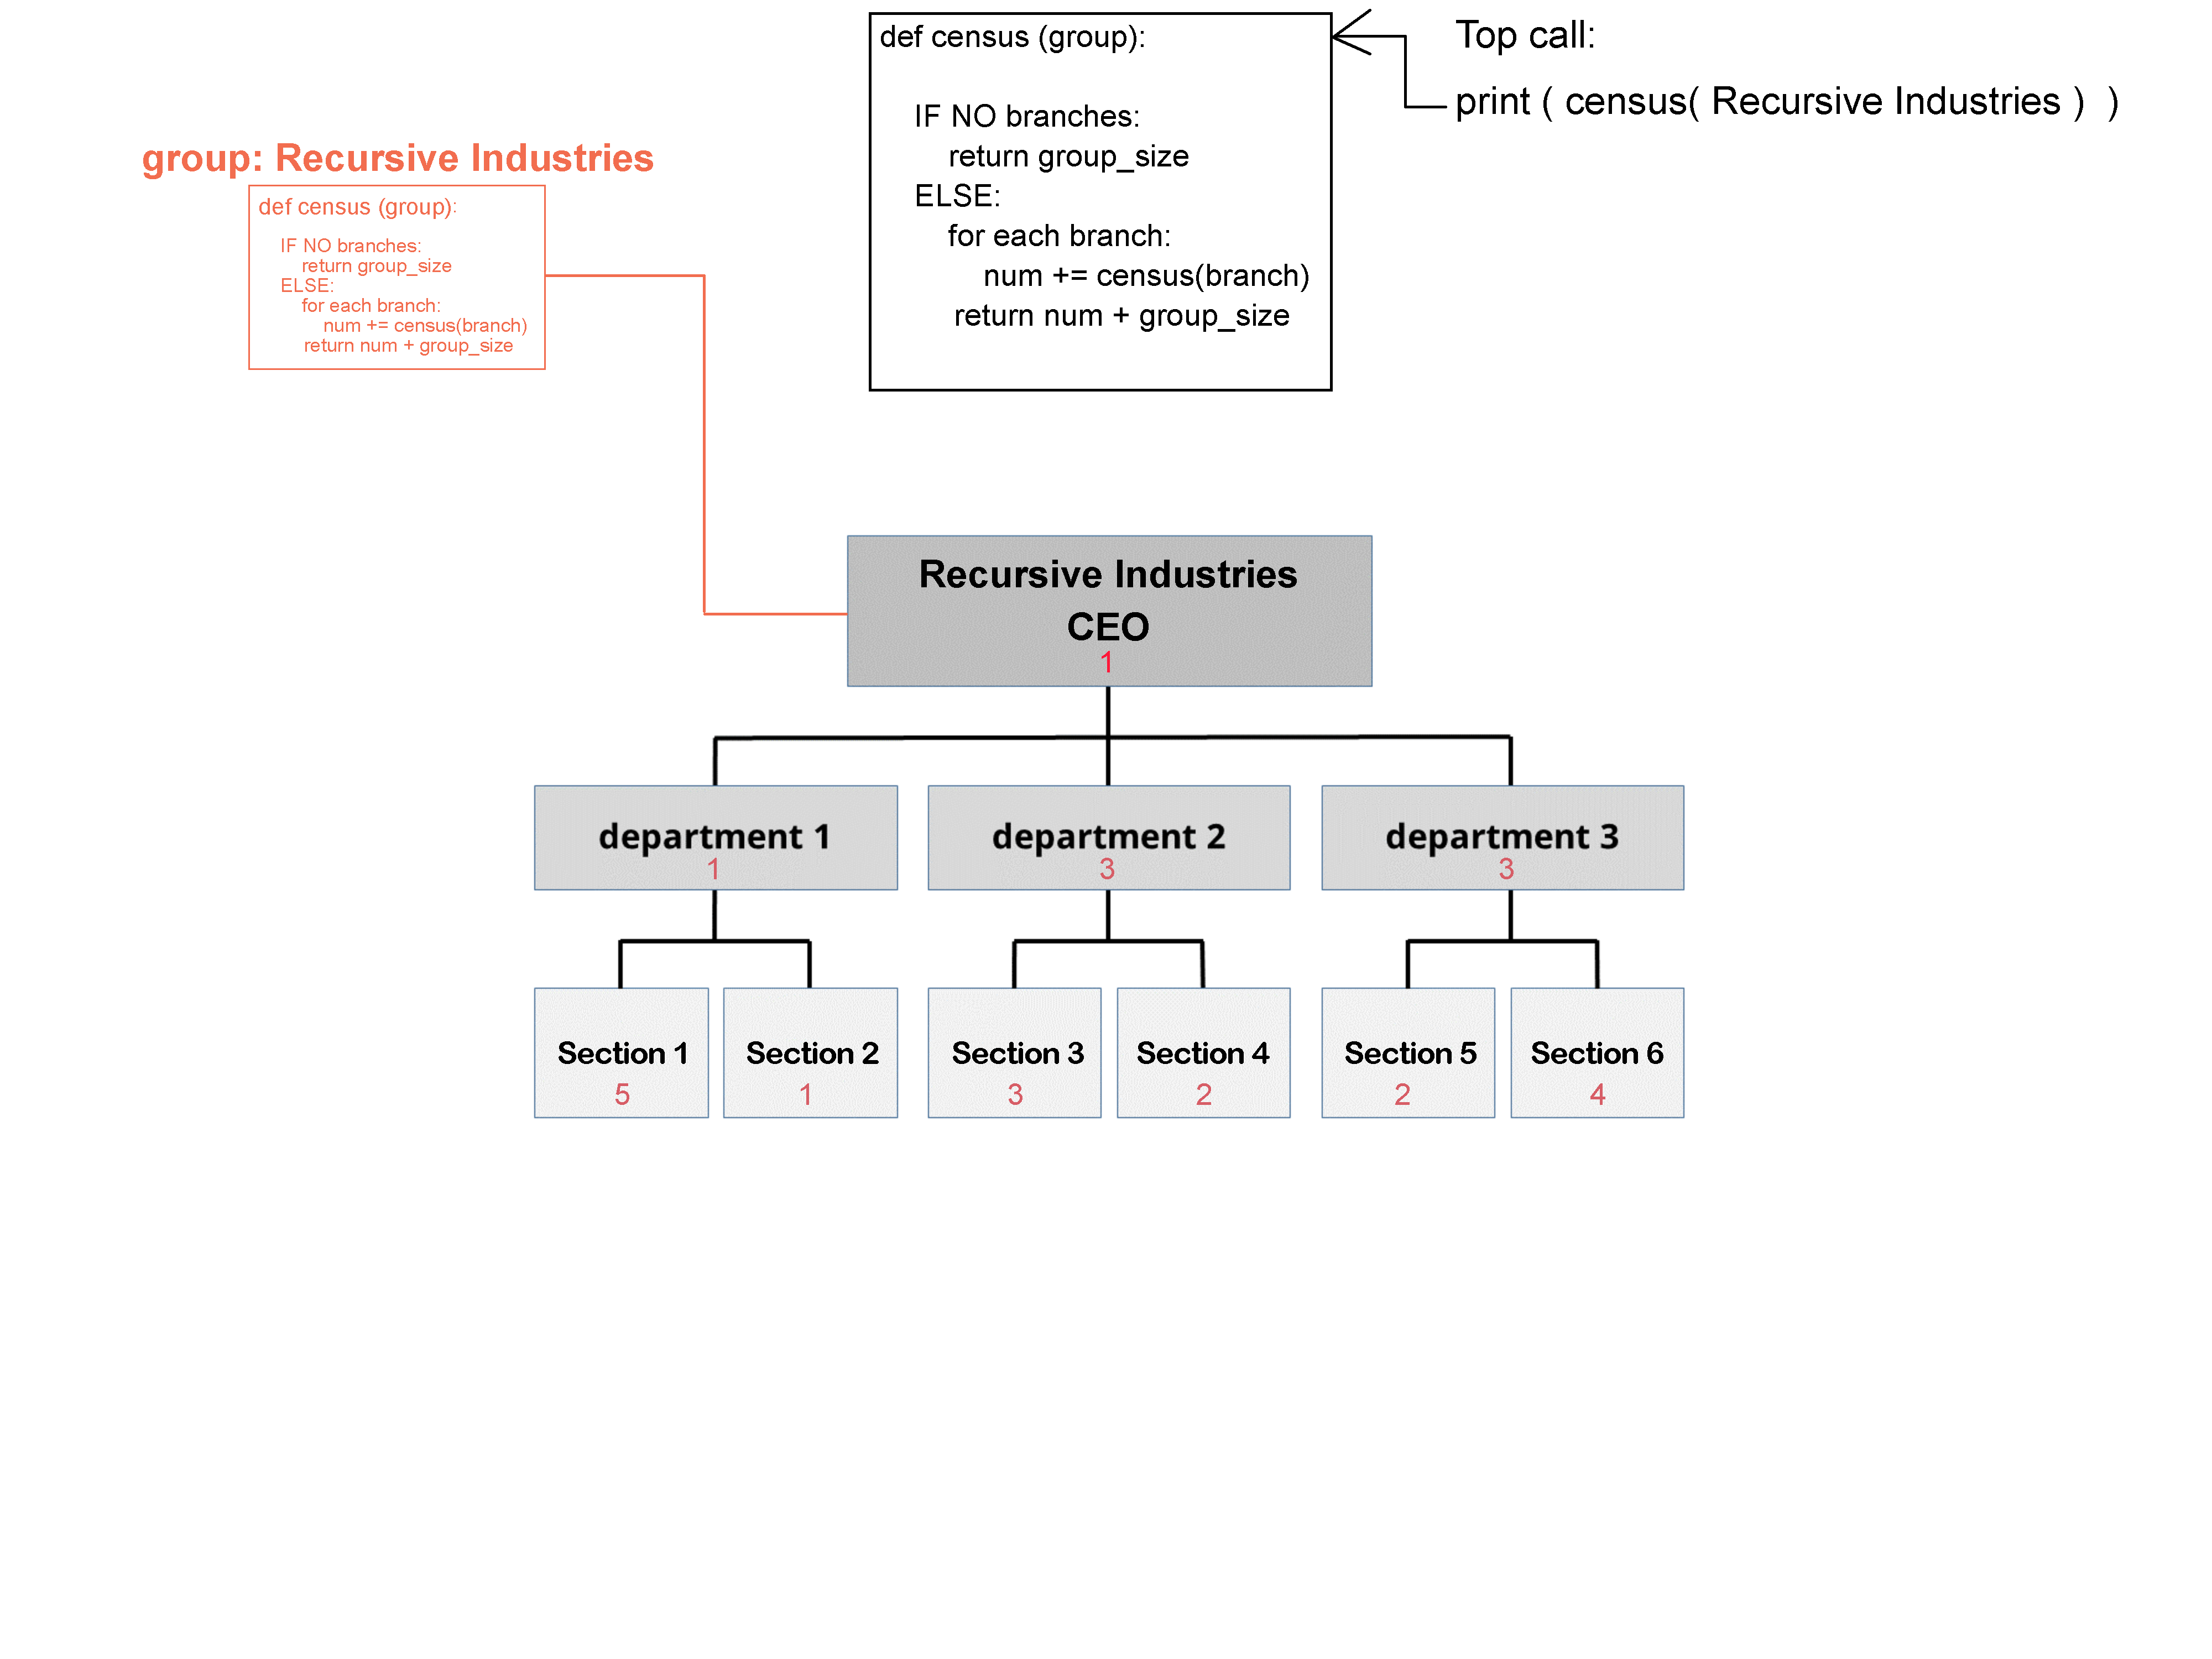 def census (group):
IF NO branches:
return group_size
ELSE:
for each branch:
num += census(branch)
return num + group_size
Top call:
print ( census( Recursive Industries )  )
group: Recursive Industries
def census (group):
IF NO branches:
return group_size
ELSE:
for each branch:
num += census(branch)
return num + group_size
Recursive Industries
CEO
1
department 1
1
department 2
3
department 3
3
Section 1
5
Section 2
1
Section 3
3
Section 4
2
Section 5
2
Section 6
4